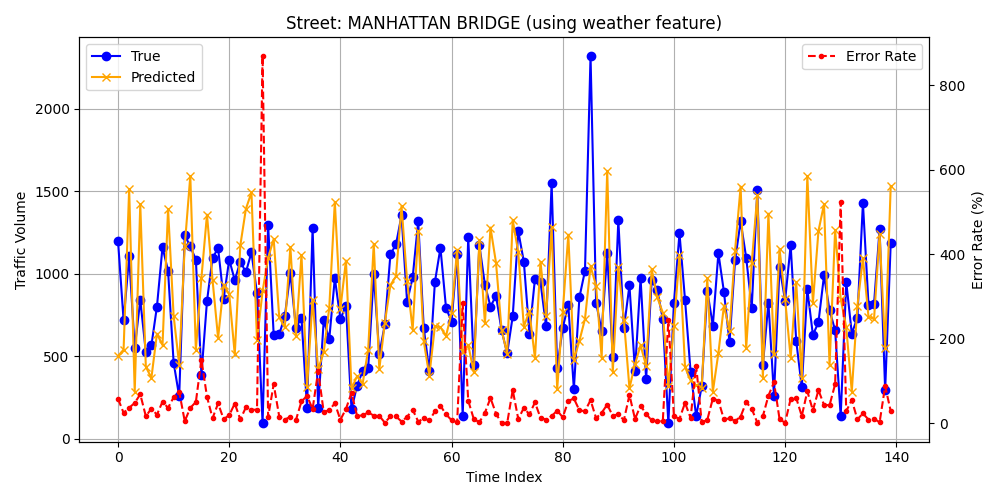 Street: MANHATTAN BRIDGE (using weather feature)
True
Predicted
Error Rate
Traffic Volume
2000
1500
1000
500
0
800
600
400
200
0
Error Rate (%)
0 20 40 60 80 100 120 140
Time Index